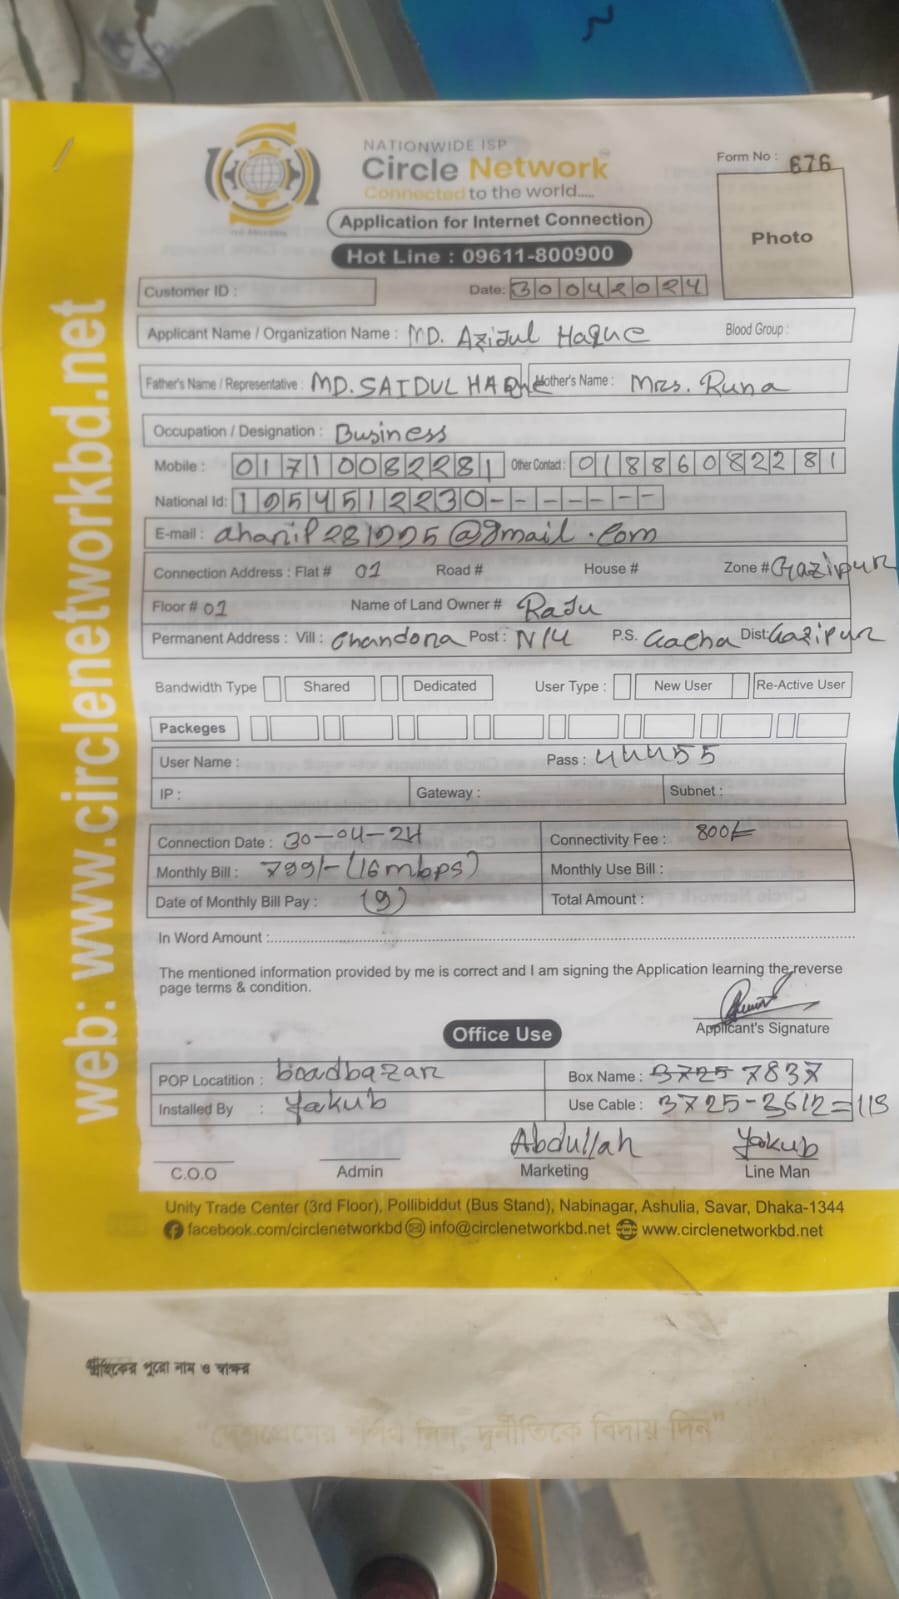 NATIONWIDE ISP
Circle Network
Connected to the world.....
Application for Internet Connection
Hot Line : 09611-800900
Form No : 676
Photo
Customer ID :
Date: 30042024
Applicant Name / Organization Name : MD. Azizul Haque Blood Group :
Father's Name / Representative : MD. SAIDUL HAQue Mother's Name : Mrs. Runa
Occupation / Designation : Business
Mobile : 01710082281 Other Contact : 01886082281
National Id: 1954512230-------
E-mail : ahanif281995@gmail.com
Connection Address : Flat # 01 Road # House # Zone # Gazipur
Floor # 01 Name of Land Owner # Raju
Permanent Address : Vill : Chandona Post : N/U P.S. Gacha Dist: Gazipur
Bandwidth Type Shared Dedicated User Type : New User Re-Active User
Packeges
User Name : Pass : 44455
IP : Gateway : Subnet :
Connection Date : 30-04-24 Connectivity Fee : 800/-
Monthly Bill : 799/- (16mbps) Monthly Use Bill :
Date of Monthly Bill Pay : (9) Total Amount :
In Word Amount :
The mentioned information provided by me is correct and I am signing the Application learning the reverse
page terms & condition.
Applicant's Signature
Office Use
POP Locatition : boadbazar Box Name : 3725 7837
Installed By : Yakub Use Cable : 3725-3612=113
Abdullah Yakub
C.O.O Admin Marketing Line Man
Unity Trade Center (3rd Floor), Pollibiddut (Bus Stand), Nabinagar, Ashulia, Savar, Dhaka-1344
facebook.com/circlenetworkbd info@circlenetworkbd.net www.circlenetworkbd.net
web: www.circlenetworkbd.net
গ্রাহকের পুরো নাম ও স্বাক্ষর
"দেশপ্রেমের শপথ নিন, দুর্নীতিকে বিদায় দিন"